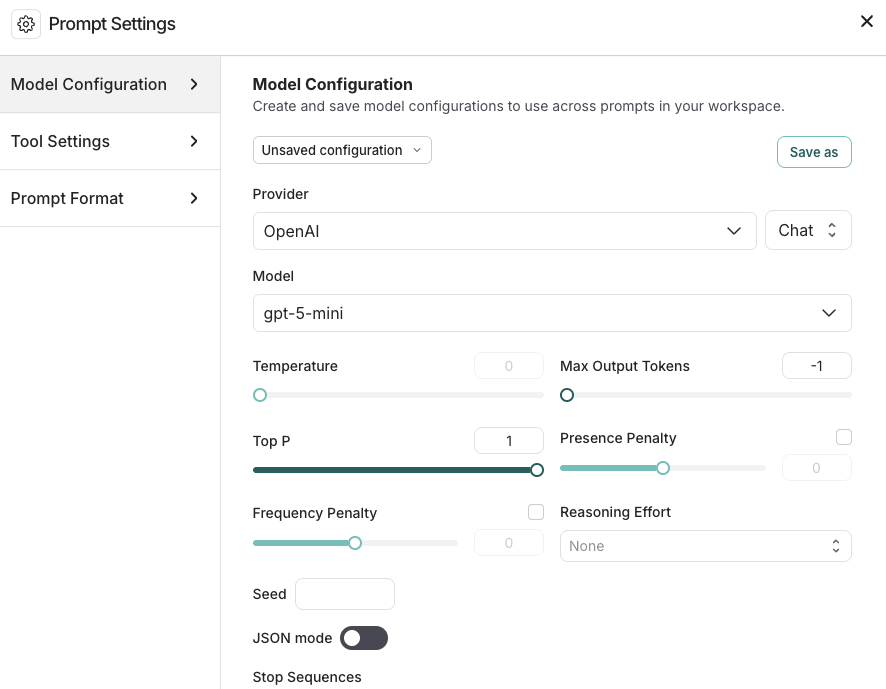 Prompt Settings
Model Configuration
Tool Settings
Prompt Format
Model Configuration
Create and save model configurations to use across prompts in your workspace.
Unsaved configuration
Save as
Provider
OpenAI
Chat
Model
gpt-5-mini
Temperature
0
Max Output Tokens
-1
Top P
1
Presence Penalty
0
Frequency Penalty
0
Reasoning Effort
None
Seed
JSON mode
Stop Sequences